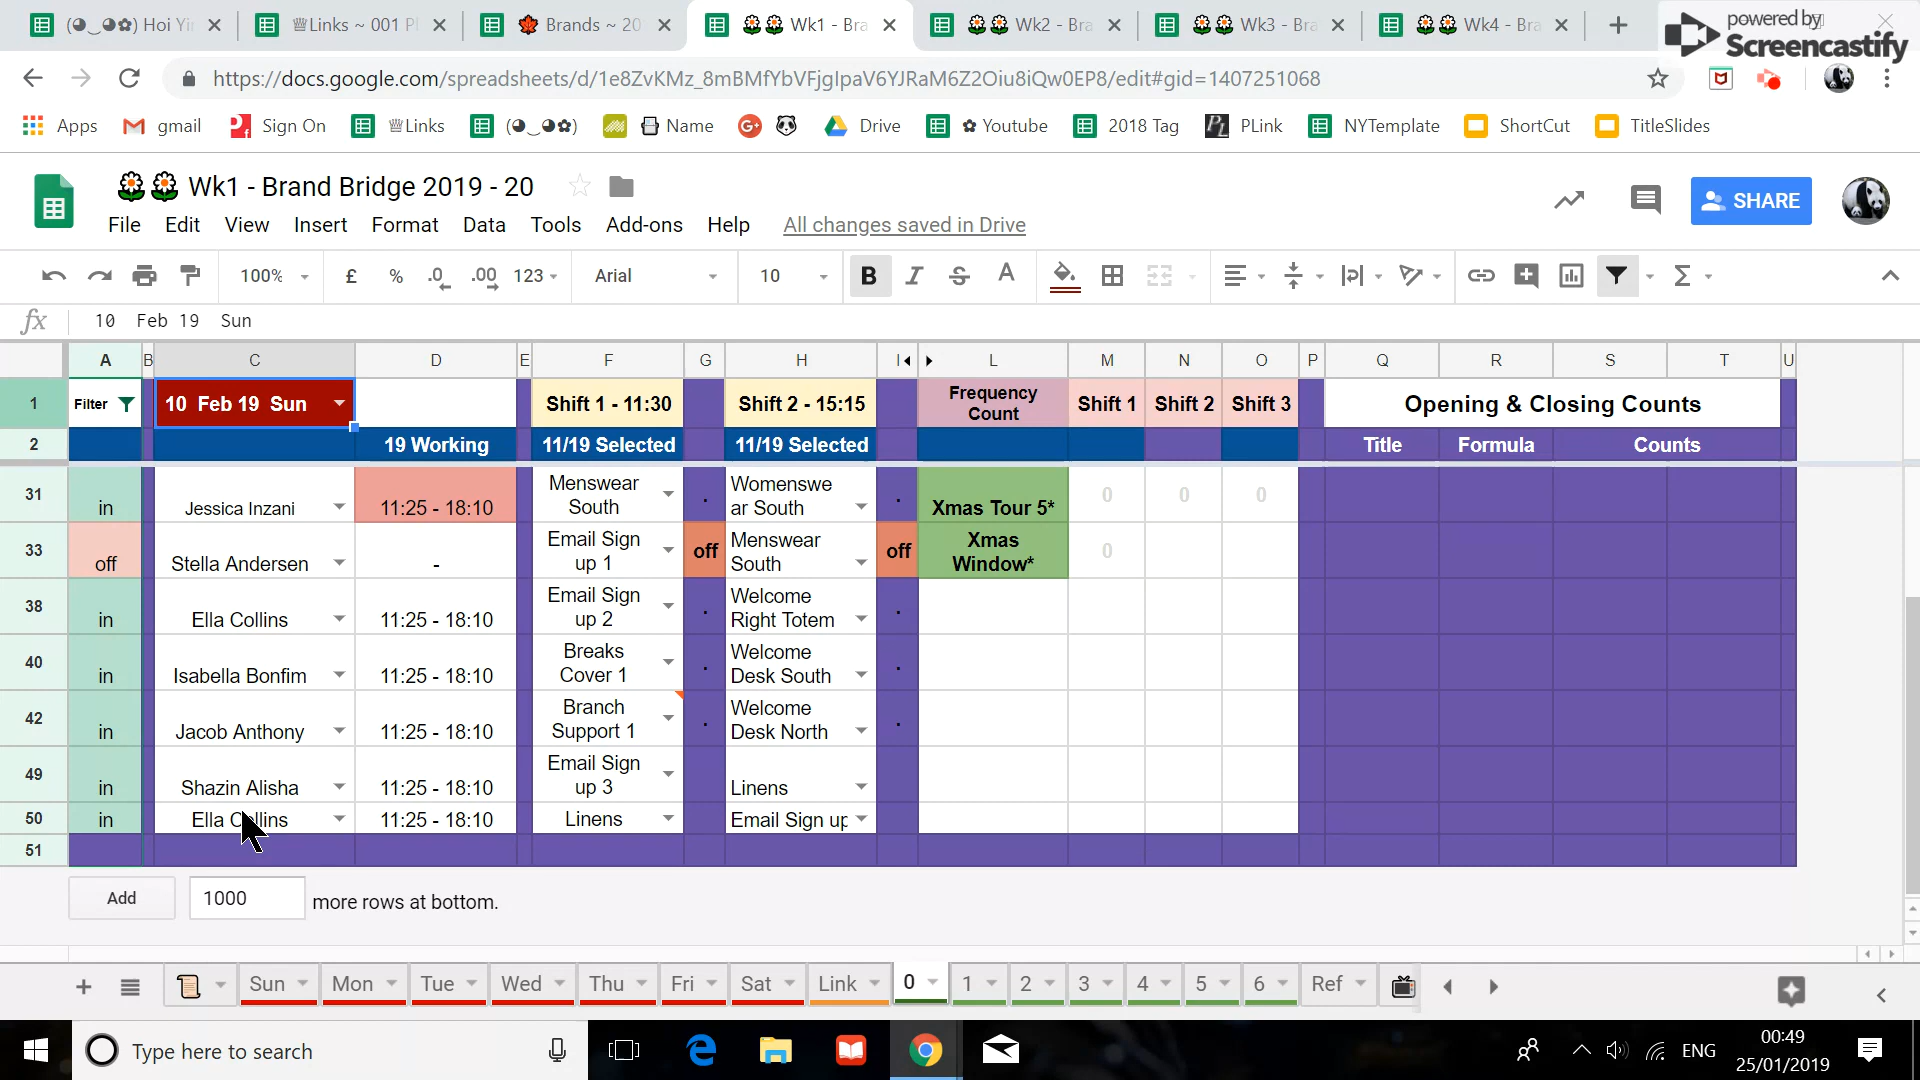 (◕‿◕✿) Hoi Yi
♕Links ~ 001 P
🍁 Brands ~ 20
Wk1 - Bra
Wk2 - Bra
Wk3 - Bra
Wk4 - Bra
powered by
Screencastify
https://docs.google.com/spreadsheets/d/1e8ZvKMz_8mBMfYbVFjgIpaV6YJRaM6Z2Oiu8iQw0EP8/edit#gid=1407251068
Apps gmail Sign On ♕Links (◕‿◕✿) Name Drive ✿ Youtube 2018 Tag PLink NYTemplate ShortCut TitleSlides
Wk1 - Brand Bridge 2019 - 20
File Edit View Insert Format Data Tools Add-ons Help All changes saved in Drive
SHARE
100% £ % .0 .00 123 Arial 10 B I S A Σ
fx 10 Feb 19 Sun
A B C D E F G H I L M N O P Q R S T U
1 Filter 10 Feb 19 Sun Shift 1 - 11:30 Shift 2 - 15:15 Frequency Count Shift 1 Shift 2 Shift 3 Opening & Closing Counts
2 19 Working 11/19 Selected 11/19 Selected Title Formula Counts
31 in Jessica Inzani 11:25 - 18:10 Menswear South . Womenswear South . Xmas Tour 5* 0 0 0
33 off Stella Andersen - Email Sign up 1 off Menswear South off Xmas Window* 0
38 in Ella Collins 11:25 - 18:10 Email Sign up 2 . Welcome Right Totem .
40 in Isabella Bonfim 11:25 - 18:10 Breaks Cover 1 . Welcome Desk South .
42 in Jacob Anthony 11:25 - 18:10 Branch Support 1 . Welcome Desk North .
49 in Shazin Alisha 11:25 - 18:10 Email Sign up 3 Linens
50 in Ella Collins 11:25 - 18:10 Linens Email Sign up
51
Add 1000 more rows at bottom.
Sun Mon Tue Wed Thu Fri Sat Link 0 1 2 3 4 5 6 Ref
Type here to search
ENG
00:49
25/01/2019